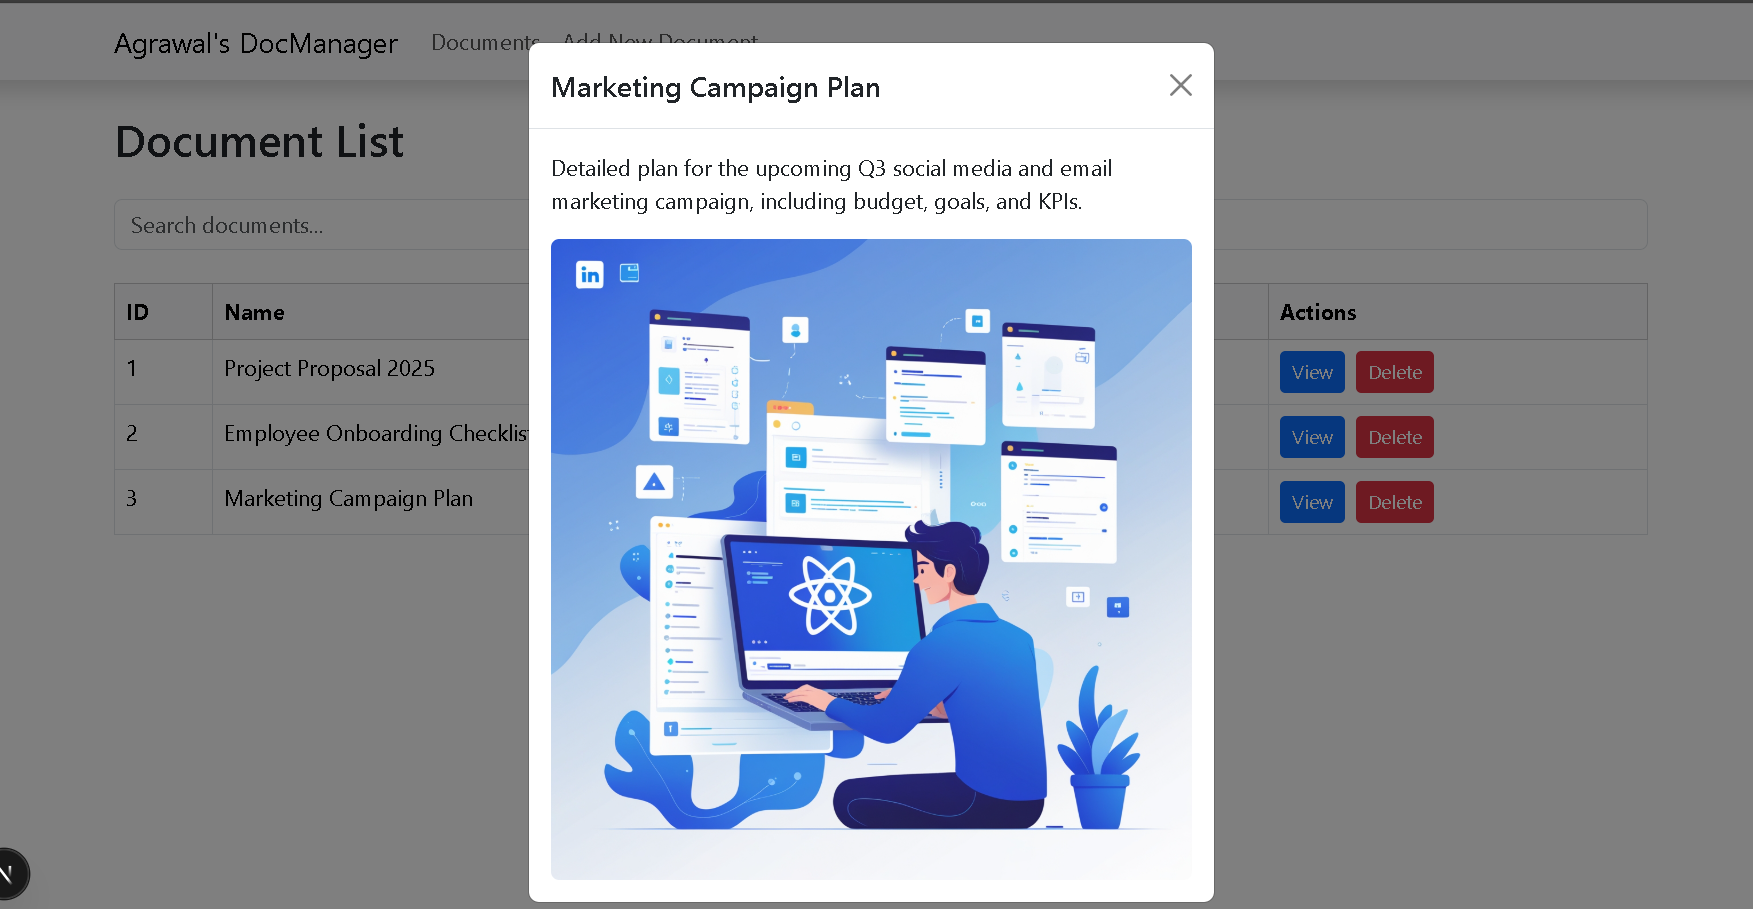 Agrawal's DocManager Documents Add New Document
Marketing Campaign Plan
Document List
Detailed plan for the upcoming Q3 social media and email
marketing campaign, including budget, goals, and KPIs.
Search documents...
in
ID Name Actions
1 Project Proposal 2025 View Delete
2 Employee Onboarding Checklist View Delete
3 Marketing Campaign Plan View Delete
f
N